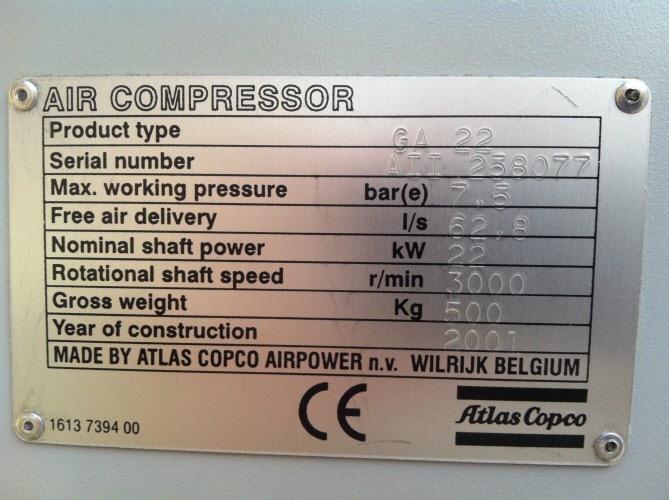 AIR COMPRESSOR
Product type GA 22
Serial number AII 258077
Max. working pressure bar(e) 7,5
Free air delivery l/s 62,8
Nominal shaft power kW 22
Rotational shaft speed r/min 3000
Gross weight Kg 500
Year of construction 2001
MADE BY ATLAS COPCO AIRPOWER n.v. WILRIJK BELGIUM
1613 7394 00 CE Atlas Copco